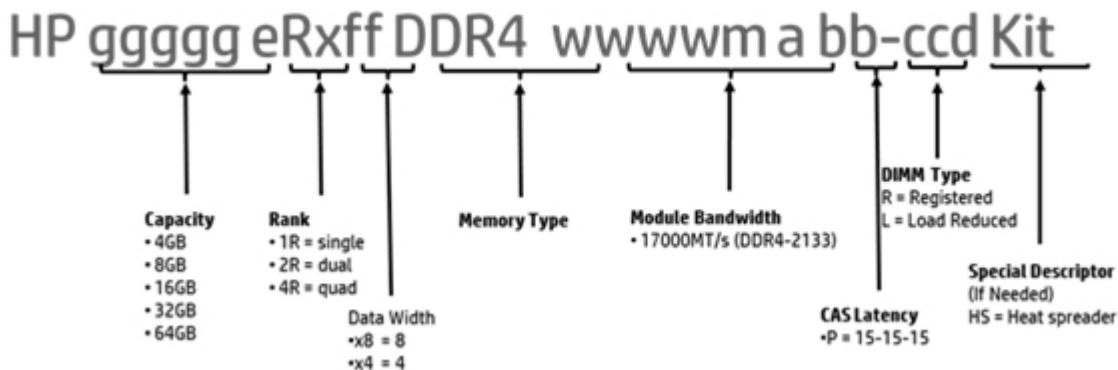 HP ggggg eRxff DDR4 wwwwm a bb-ccd Kit
Capacity
• 4GB
• 8GB
• 16GB
• 32GB
• 64GB
Rank
• 1R = single
• 2R = dual
• 4R = quad
Data Width
•x8 = 8
•x4 = 4
Memory Type
Module Bandwidth
• 17000MT/s (DDR4-2133)
CAS Latency
•P = 15-15-15
DIMM Type
R = Registered
L = Load Reduced
Special Descriptor
(If Needed)
HS = Heat spreader